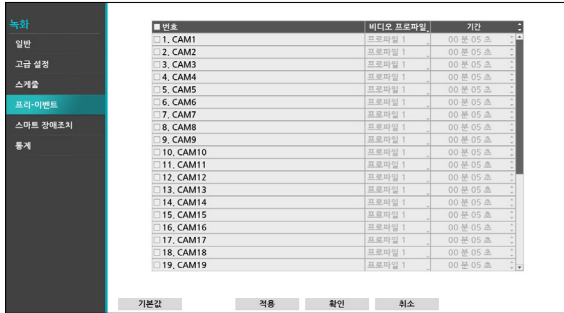 녹화
일반
고급 설정
스케줄
프리-이벤트
스마트 장애조치
통계
번호 비디오 프로파일 기간
1, CAM1 프로파일 1 00 분 05 초
2, CAM2 프로파일 1 00 분 05 초
3, CAM3 프로파일 1 00 분 05 초
4, CAM4 프로파일 1 00 분 05 초
5, CAM5 프로파일 1 00 분 05 초
6, CAM6 프로파일 1 00 분 05 초
7, CAM7 프로파일 1 00 분 05 초
8, CAM8 프로파일 1 00 분 05 초
9, CAM9 프로파일 1 00 분 05 초
10, CAM10 프로파일 1 00 분 05 초
11, CAM11 프로파일 1 00 분 05 초
12, CAM12 프로파일 1 00 분 05 초
13, CAM13 프로파일 1 00 분 05 초
14, CAM14 프로파일 1 00 분 05 초
15, CAM15 프로파일 1 00 분 05 초
16, CAM16 프로파일 1 00 분 05 초
17, CAM17 프로파일 1 00 분 05 초
18, CAM18 프로파일 1 00 분 05 초
19, CAM19 프로파일 1 00 분 05 초
기본값 적용 확인 취소